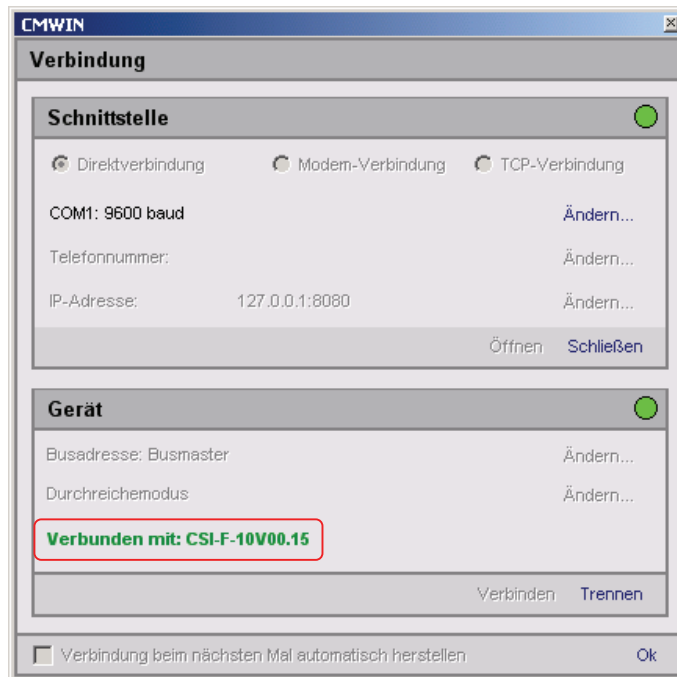 CMWIN
Verbindung
Schnittstelle
Direktverbindung Modem-Verbindung TCP-Verbindung
COM1: 9600 baud Ändern...
Telefonnummer: Ändern...
IP-Adresse: 127.0.0.1:8080 Ändern...
Öffnen Schließen
Gerät
Busadresse: Busmaster Ändern...
Durchreichemodus Ändern...
Verbunden mit: CSI-F-10V00.15
Verbinden Trennen
Verbindung beim nächsten Mal automatisch herstellen Ok